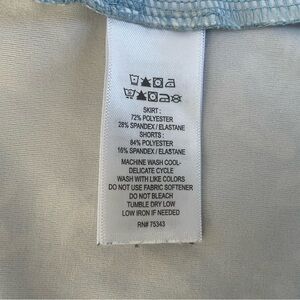 SKIRT :
72% POLYESTER
28% SPANDEX / ELASTANE
SHORTS :
84% POLYESTER
16% SPANDEX / ELASTANE
MACHINE WASH COOL-
DELICATE CYCLE
WASH WITH LIKE COLORS
DO NOT USE FABRIC SOFTENER
DO NOT BLEACH
TUMBLE DRY LOW
LOW IRON IF NEEDED
RN# 75343